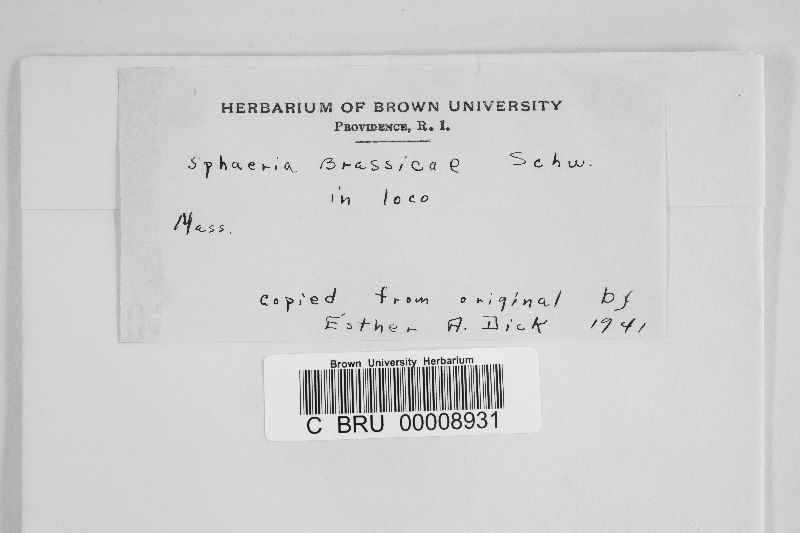 HERBARIUM OF BROWN UNIVERSITY
PROVIDENCE, R. I.
Sphaeria Brassicae Schw.
in loco
Mass.
copied from original by
Esther A. Dick 1941
Brown University Herbarium
C BRU 00008931